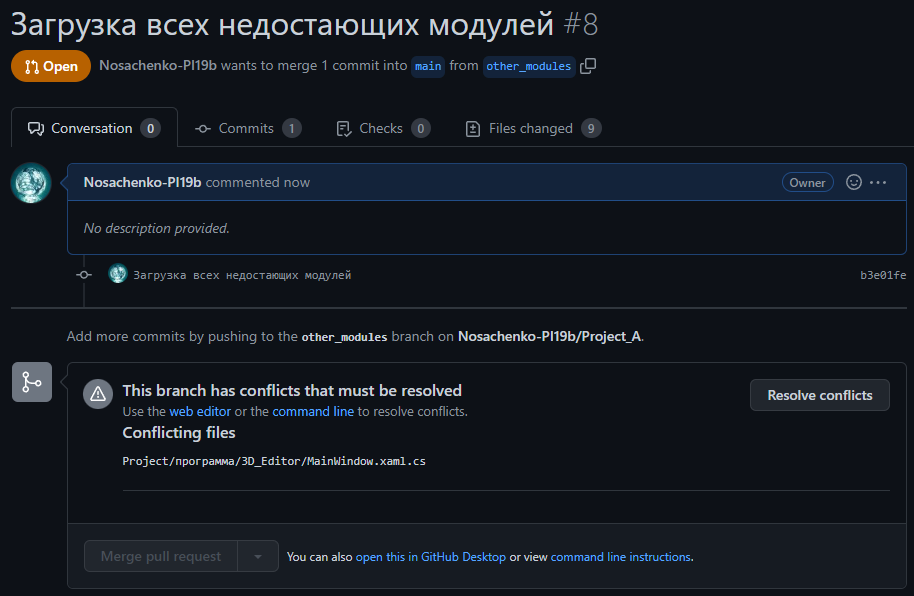 Загрузка всех недостающих модулей #8
Open Nosachenko-PI19b wants to merge 1 commit into main from other_modules
Conversation 0 Commits 1 Checks 0 Files changed 9
Nosachenko-PI19b commented now Owner
No description provided.
Загрузка всех недостающих модулей b3e01fe
Add more commits by pushing to the other_modules branch on Nosachenko-PI19b/Project_A.
This branch has conflicts that must be resolved
Use the web editor or the command line to resolve conflicts.
Resolve conflicts
Conflicting files
Project/программа/3D_Editor/MainWindow.xaml.cs
Merge pull request You can also open this in GitHub Desktop or view command line instructions.